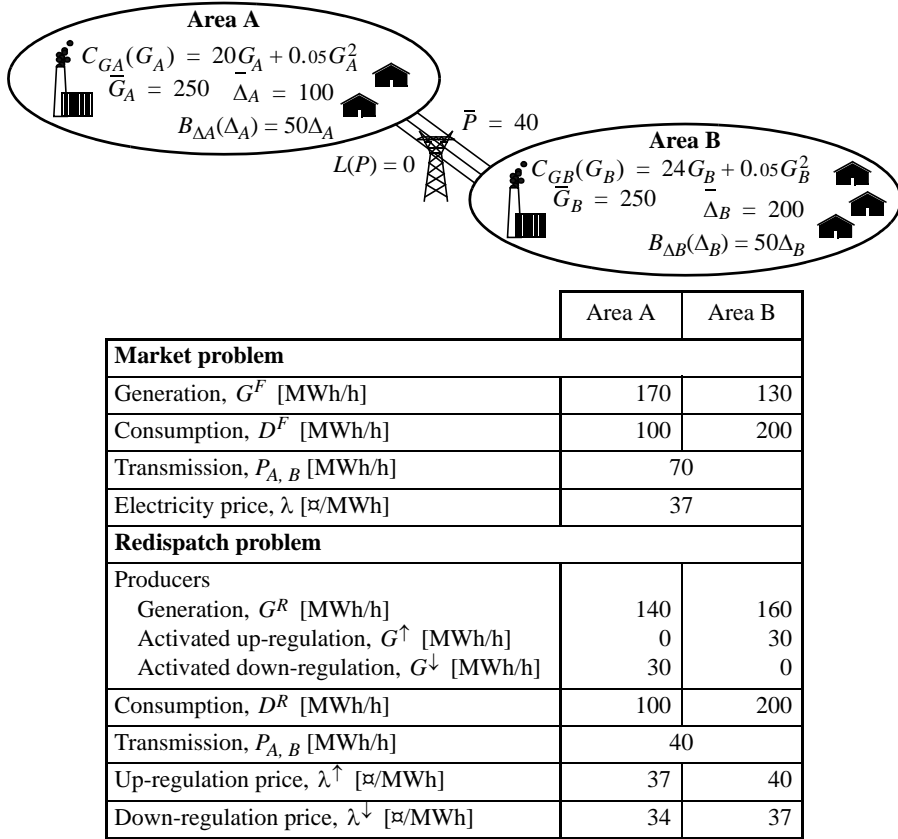 Area A
C_GA(G_A) = 20G_A + 0.05G_A^2
G̅_A = 250 Δ̅_A = 100
B_ΔA(Δ_A) = 50Δ_A
P̅ = 40
L(P) = 0
Area B
C_GB(G_B) = 24G_B + 0.05G_B^2
G̅_B = 250 Δ̅_B = 200
B_ΔB(Δ_B) = 50Δ_B
Area A Area B
Market problem
Generation, G^F [MWh/h] 170 130
Consumption, D^F [MWh/h] 100 200
Transmission, P_A, B [MWh/h] 70
Electricity price, λ [¤/MWh] 37
Redispatch problem
Producers
Generation, G^R [MWh/h] 140 160
Activated up-regulation, G^↑ [MWh/h] 0 30
Activated down-regulation, G^↓ [MWh/h] 30 0
Consumption, D^R [MWh/h] 100 200
Transmission, P_A, B [MWh/h] 40
Up-regulation price, λ^↑ [¤/MWh] 37 40
Down-regulation price, λ^↓ [¤/MWh] 34 37